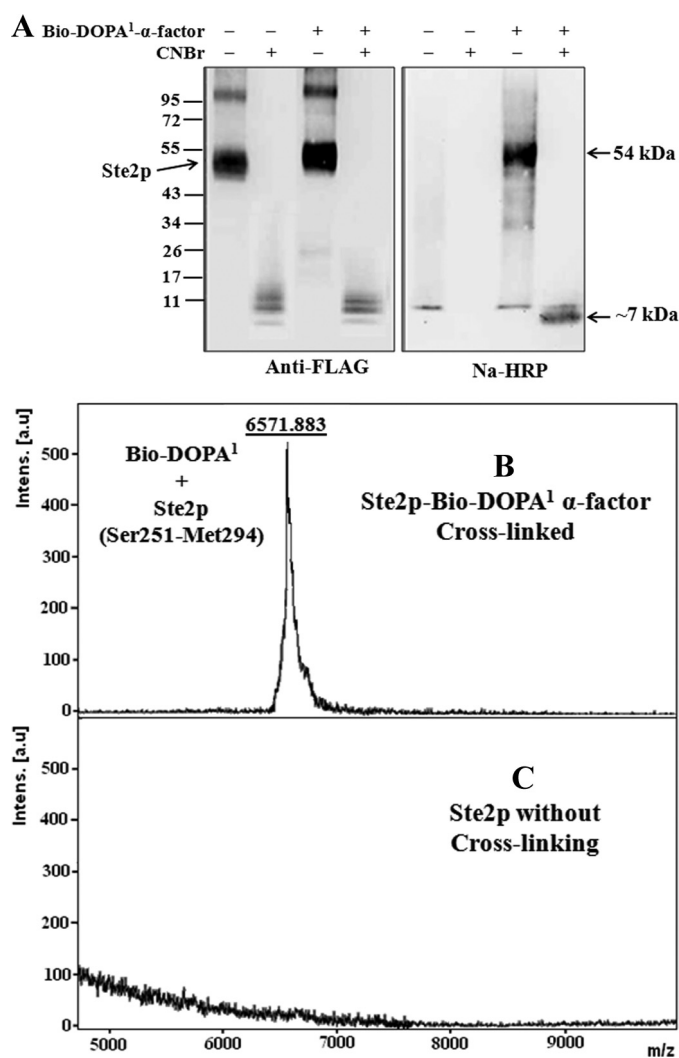 A
Bio-DOPA¹-α-factor – – + +  – – + +
CNBr – + – +  – + – +
95
72
55
43
34
26
17
11
Ste2p
54 kDa
~7 kDa
Anti-FLAG
Na-HRP
Intens. [a.u]
500
400
300
200
100
0
6571.883
Bio-DOPA¹
+
Ste2p
(Ser251-Met294)
B
Ste2p-Bio-DOPA¹ α-factor
Cross-linked
Intens. [a.u]
500
400
300
200
100
0
C
Ste2p without
Cross-linking
5000 6000 7000 8000 9000
m/z